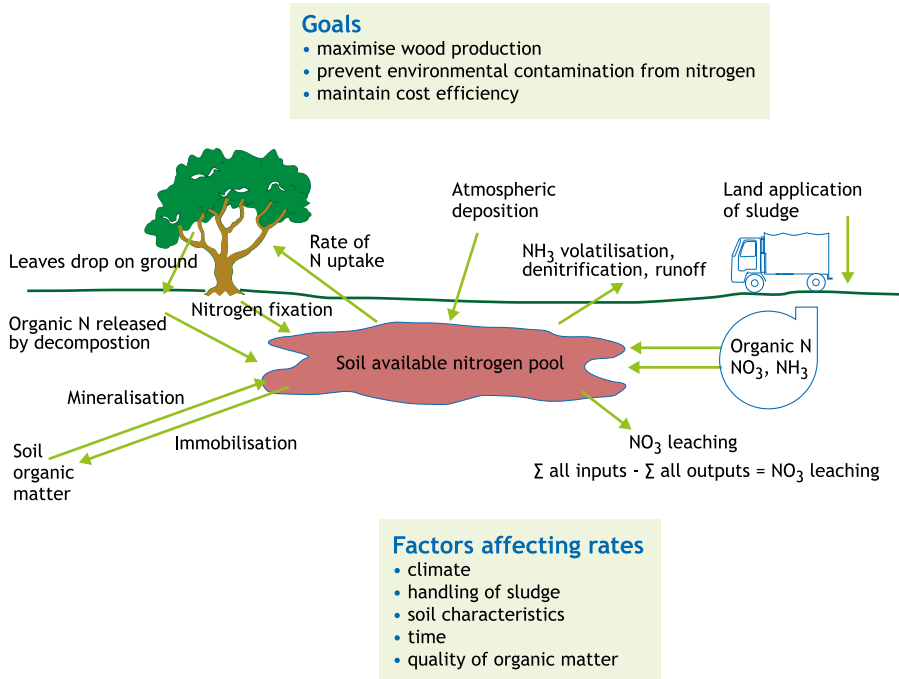 Goals
• maximise wood production
• prevent environmental contamination from nitrogen
• maintain cost efficiency
Atmospheric
deposition
Land application
of sludge
Rate of
N uptake
NH₃ volatilisation,
denitrification, runoff
Leaves drop on ground
Nitrogen fixation
Organic N released
by decompostion
Soil available nitrogen pool
Organic N
NO₃, NH₃
Mineralisation
Immobilisation
Soil
organic
matter
NO₃ leaching
Σ all inputs - Σ all outputs = NO₃ leaching
Factors affecting rates
• climate
• handling of sludge
• soil characteristics
• time
• quality of organic matter